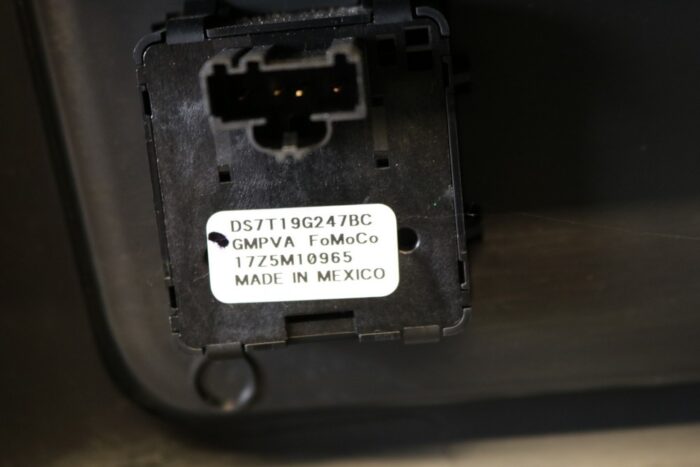 DS7T19G247BC
GMPVA FoMoCo
17Z5M10965
MADE IN MEXICO